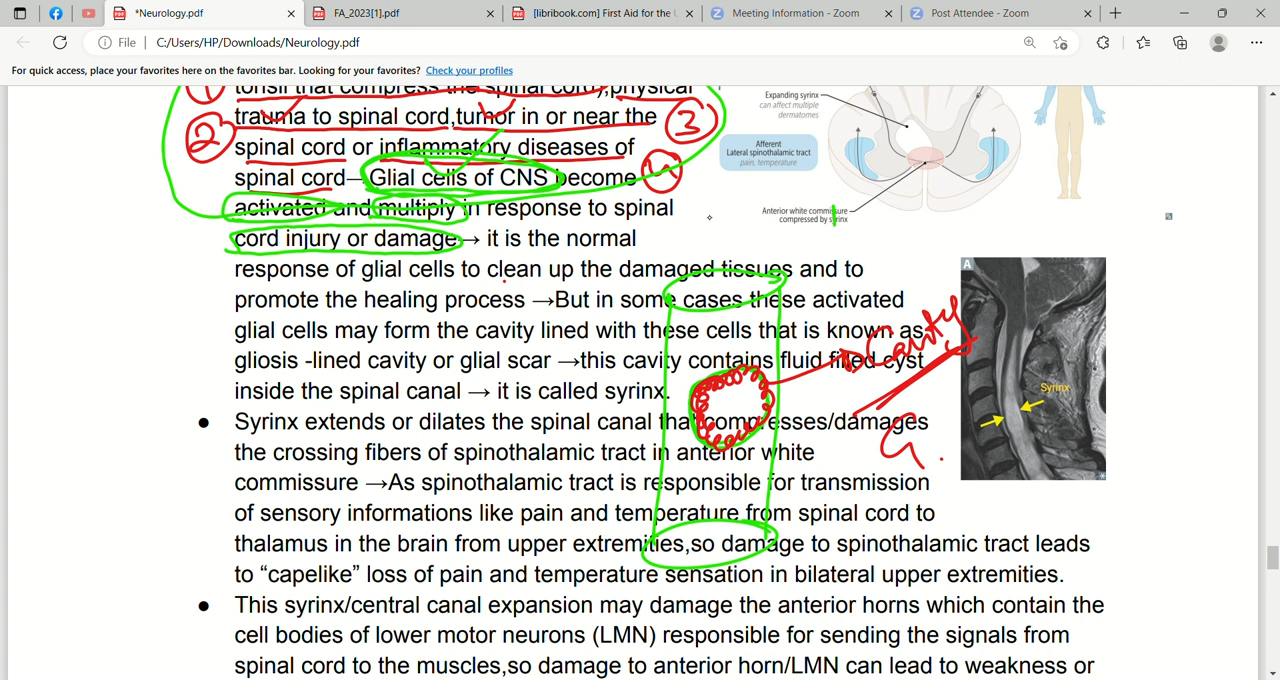 *Neurology.pdf
FA_2023[1].pdf
[libribook.com] First Aid for the U
Meeting Information - Zoom
Post Attendee - Zoom
File
C:/Users/HP/Downloads/Neurology.pdf
For quick access, place your favorites here on the favorites bar. Looking for your favorites? Check your profiles
tonsil that compress the spinal cord),physical
trauma to spinal cord,tumor in or near the
spinal cord or inflammatory diseases of
spinal cord→Glial cells of CNS become
activated and multiply in response to spinal
cord injury or damage→ it is the normal
response of glial cells to clean up the damaged tissues and to
promote the healing process →But in some cases these activated
glial cells may form the cavity lined with these cells that is known as
gliosis -lined cavity or glial scar →this cavity contains fluid filled cyst
inside the spinal canal → it is called syrinx.
● Syrinx extends or dilates the spinal canal that compresses/damages
the crossing fibers of spinothalamic tract in anterior white
commissure →As spinothalamic tract is responsible for transmission
of sensory informations like pain and temperature from spinal cord to
thalamus in the brain from upper extremities,so damage to spinothalamic tract leads
to “capelike” loss of pain and temperature sensation in bilateral upper extremities.
● This syrinx/central canal expansion may damage the anterior horns which contain the
cell bodies of lower motor neurons (LMN) responsible for sending the signals from
spinal cord to the muscles,so damage to anterior horn/LMN can lead to weakness or
1
2
3
4
Cavity
G
Expanding syrinx
can affect multiple
dermatomes
Afferent
Lateral spinothalamic tract
pain, temperature
Anterior white commissure
compressed by syrinx
A
Syrinx